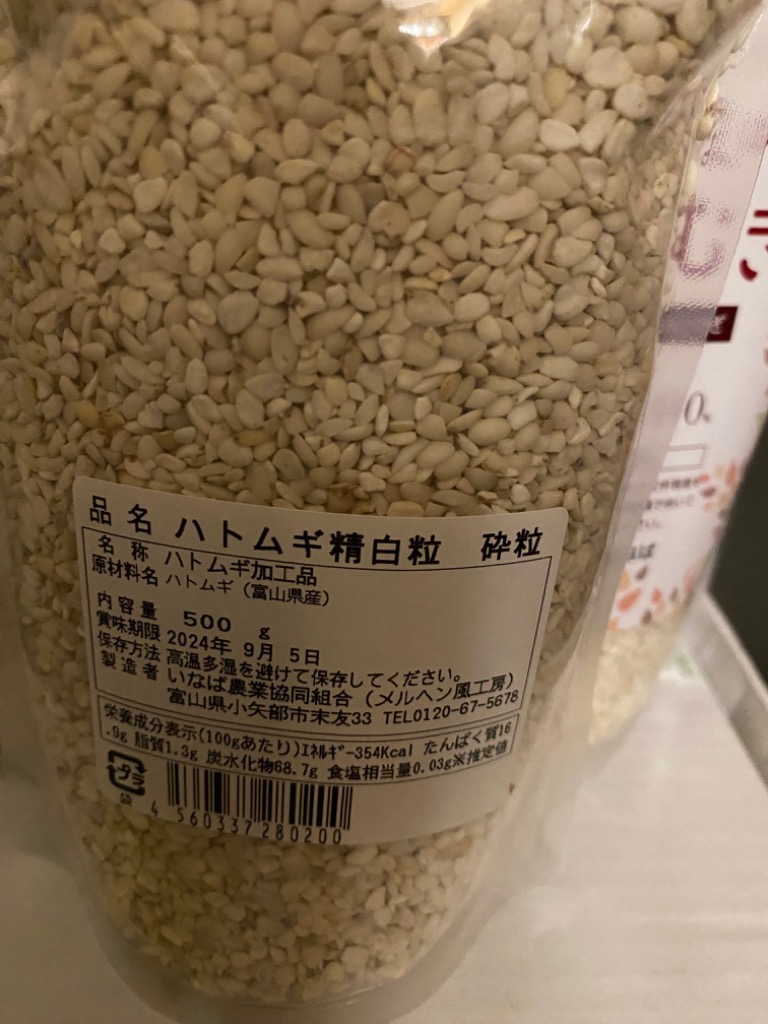 品名 ハトムギ精白粒 砕粒
名称 ハトムギ加工品
原材料名 ハトムギ（富山県産）
内容量 500 g
賞味期限 2024年 9月 5日
保存方法 高温多湿を避けて保存してください。
製造者 いなば農業協同組合（メルヘン風工房）
富山県小矢部市末友33 TEL0120-67-5678
栄養成分表示(100gあたり)ｴﾈﾙｷﾞｰ354Kcal たんぱく質16
.9g 脂質1.3g 炭水化物68.7g 食塩相当量0.03g※推定値
プラ
袋
4 560337 280200